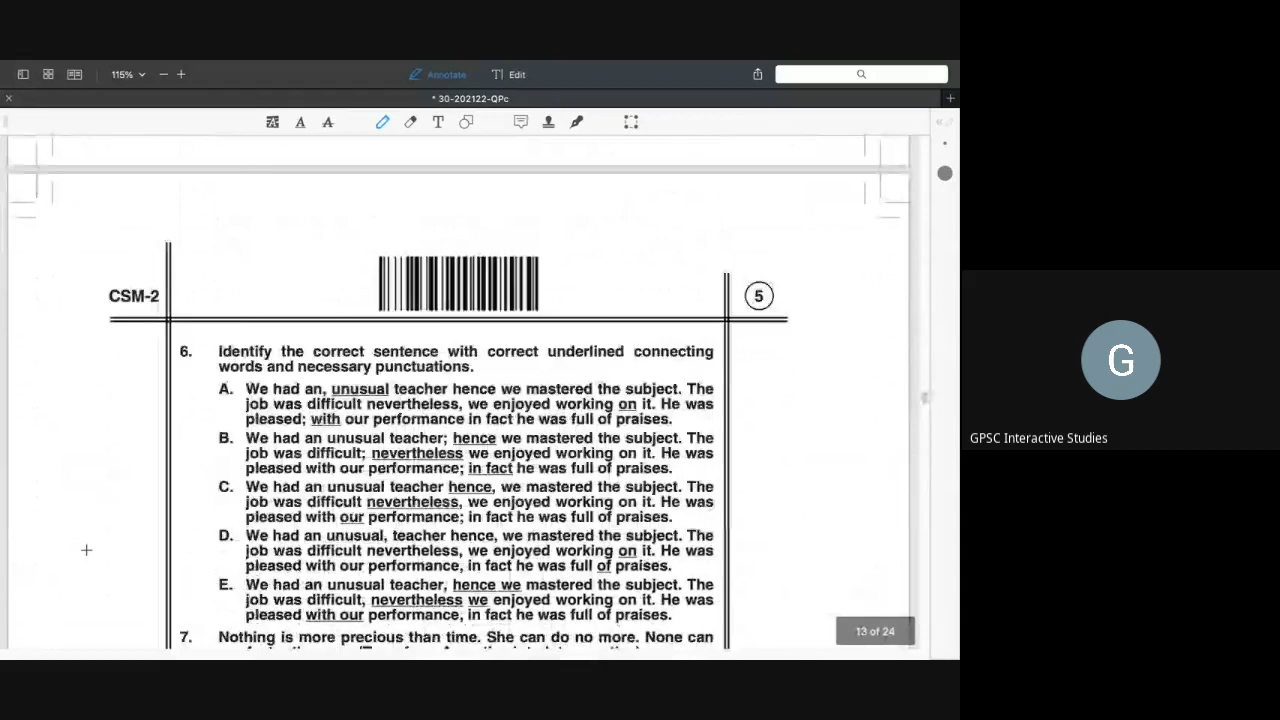 115%
Annotate
T| Edit
* 30-202122-QPc
CSM-2
5
6. Identify the correct sentence with correct underlined connecting
words and necessary punctuations.
A. We had an, unusual teacher hence we mastered the subject. The
job was difficult nevertheless, we enjoyed working on it. He was
pleased; with our performance in fact he was full of praises.
B. We had an unusual teacher; hence we mastered the subject. The
job was difficult; nevertheless we enjoyed working on it. He was
pleased with our performance; in fact he was full of praises.
C. We had an unusual teacher hence, we mastered the subject. The
job was difficult nevertheless, we enjoyed working on it. He was
pleased with our performance; in fact he was full of praises.
D. We had an unusual, teacher hence, we mastered the subject. The
job was difficult nevertheless, we enjoyed working on it. He was
pleased with our performance, in fact he was full of praises.
E. We had an unusual teacher, hence we mastered the subject. The
job was difficult, nevertheless we enjoyed working on it. He was
pleased with our performance, in fact he was full of praises.
7. Nothing is more precious than time. She can do no more. None can
13 of 24
G
GPSC Interactive Studies